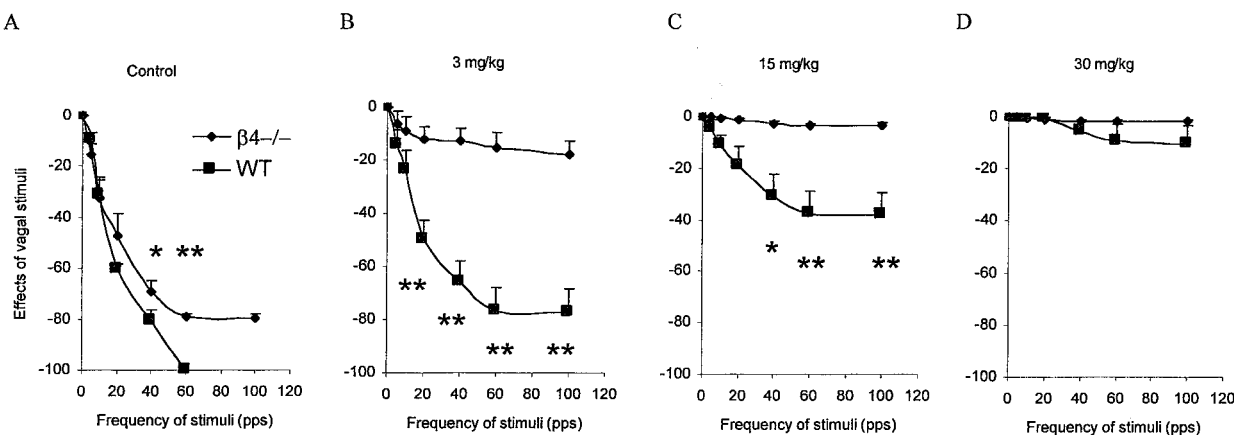 A
B
C
D
Control
3 mg/kg
15 mg/kg
30 mg/kg
Effects of vagal stimuli
0
-20
-40
-60
-80
-100
β4–/–
WT
*
**
0 20 40 60 80 100 120
Frequency of stimuli (pps)
0
-20
-40
-60
-80
-100
**
**
**
**
0 20 40 60 80 100 120
Frequency of stimuli (pps)
0
-20
-40
-60
-80
-100
*
**
**
0 20 40 60 80 100 120
Frequency of stimuli (pps)
0
-20
-40
-60
-80
-100
0 20 40 60 80 100 120
Frequency of stimuli (pps)